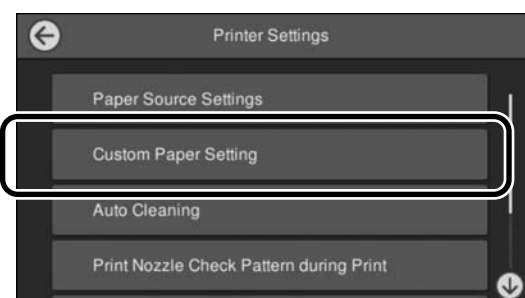 Printer Settings
Paper Source Settings
Custom Paper Setting
Auto Cleaning
Print Nozzle Check Pattern during Print